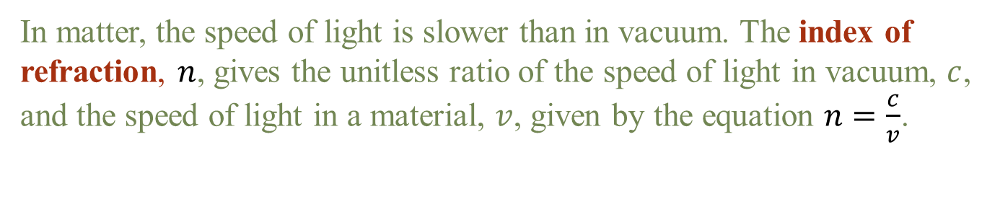 In matter, the speed of light is slower than in vacuum. The index of
refraction, n, gives the unitless ratio of the speed of light in vacuum, c,
and the speed of light in a material, v, given by the equation n = c/v.